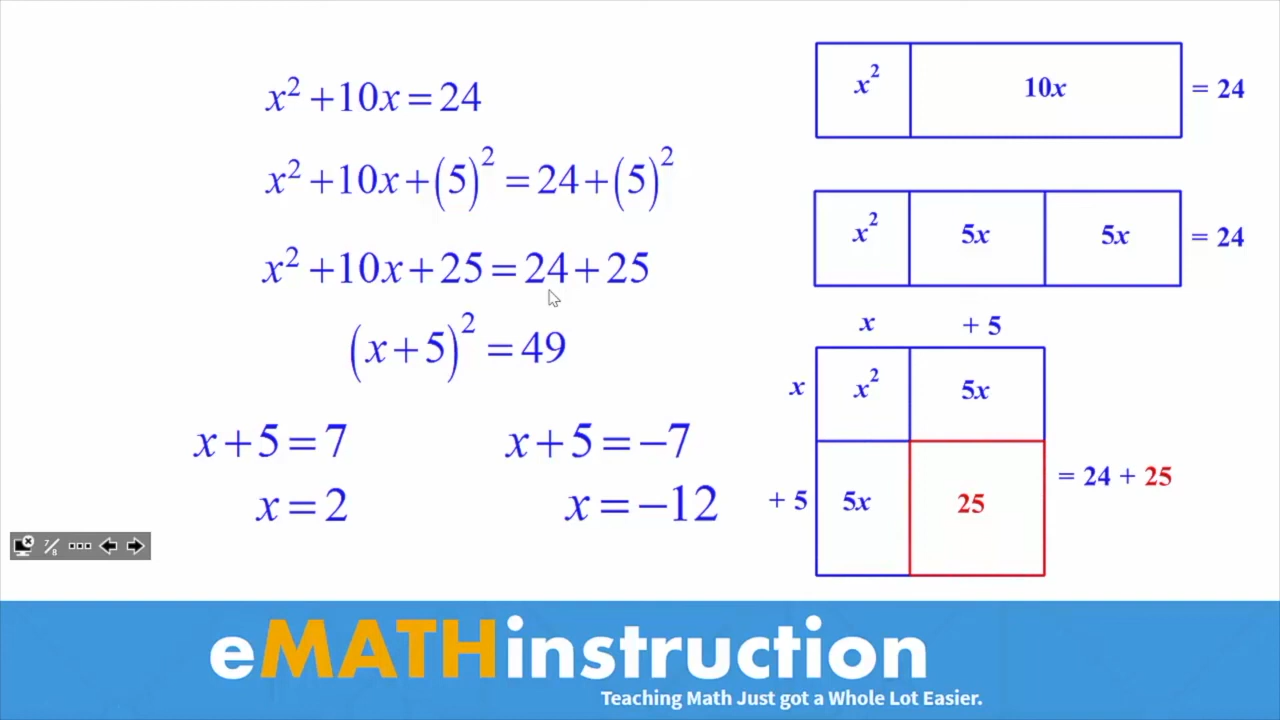 x² + 10x = 24
x² + 10x + (5)² = 24 + (5)²
x² + 10x + 25 = 24 + 25
(x + 5)² = 49
x + 5 = 7
x = 2
x + 5 = −7
x = −12
x² 10x = 24
x² 5x 5x = 24
x + 5
x x² 5x
+ 5 5x 25 = 24 + 25
7/8
eMATHinstruction
Teaching Math Just got a Whole Lot Easier.